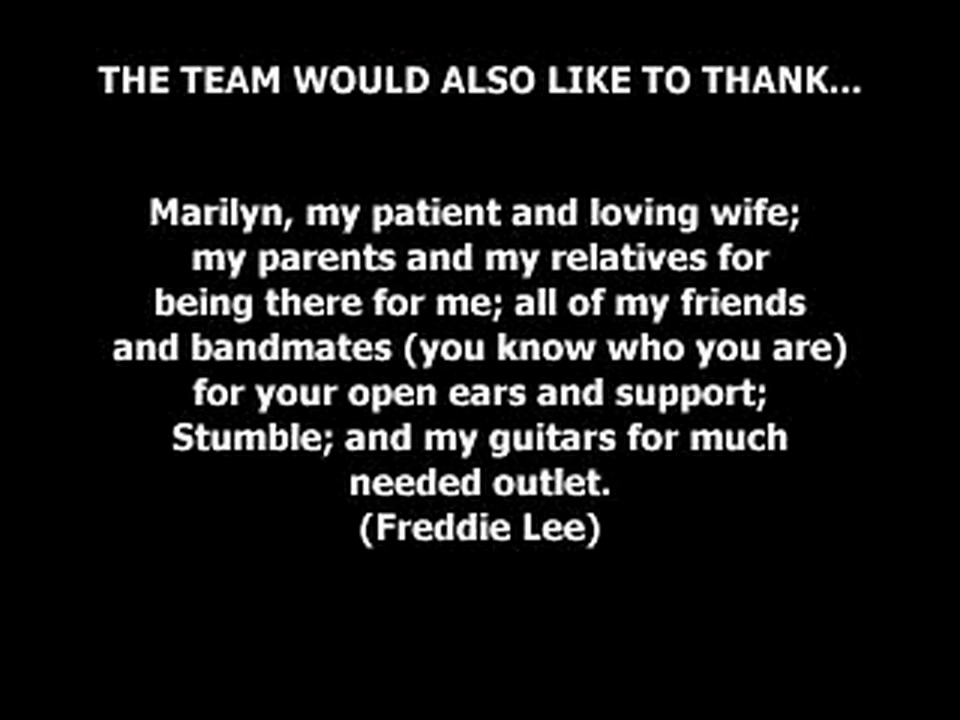 THE TEAM WOULD ALSO LIKE TO THANK...
Marilyn, my patient and loving wife;
my parents and my relatives for
being there for me; all of my friends
and bandmates (you know who you are)
for your open ears and support;
Stumble; and my guitars for much
needed outlet.
(Freddie Lee)